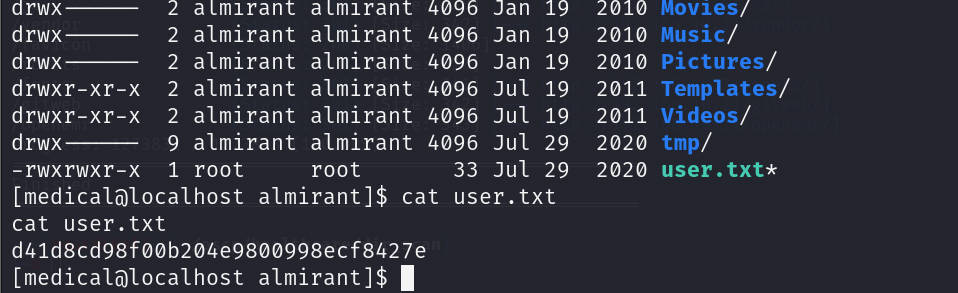 drwx------ 2 almirant almirant 4096 Jan 19 2010 Movies/
drwx------ 2 almirant almirant 4096 Jan 19 2010 Music/
drwx------ 2 almirant almirant 4096 Jan 19 2010 Pictures/
drwxr-xr-x 2 almirant almirant 4096 Jul 19 2011 Templates/
drwxr-xr-x 2 almirant almirant 4096 Jul 19 2011 Videos/
drwx------ 9 almirant almirant 4096 Jul 29 2020 tmp/
-rwxrwxr-x 1 root root 33 Jul 29 2020 user.txt*
[medical@localhost almirant]$ cat user.txt
cat user.txt
d41d8cd98f00b204e9800998ecf8427e
[medical@localhost almirant]$